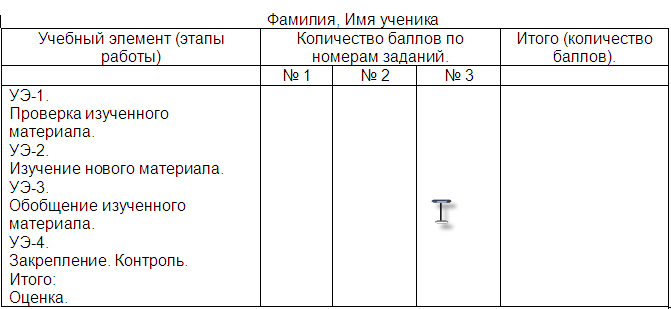 Фамилия, Имя ученика
Учебный элемент (этапы
работы)
Количество баллов по
номерам заданий.
Итого (количество
баллов).
№ 1
№ 2
№ 3
УЭ-1.
Проверка изученного
материала.
УЭ-2.
Изучение нового материала.
УЭ-3.
Обобщение изученного
материала.
УЭ-4.
Закрепление. Контроль.
Итого:
Оценка.